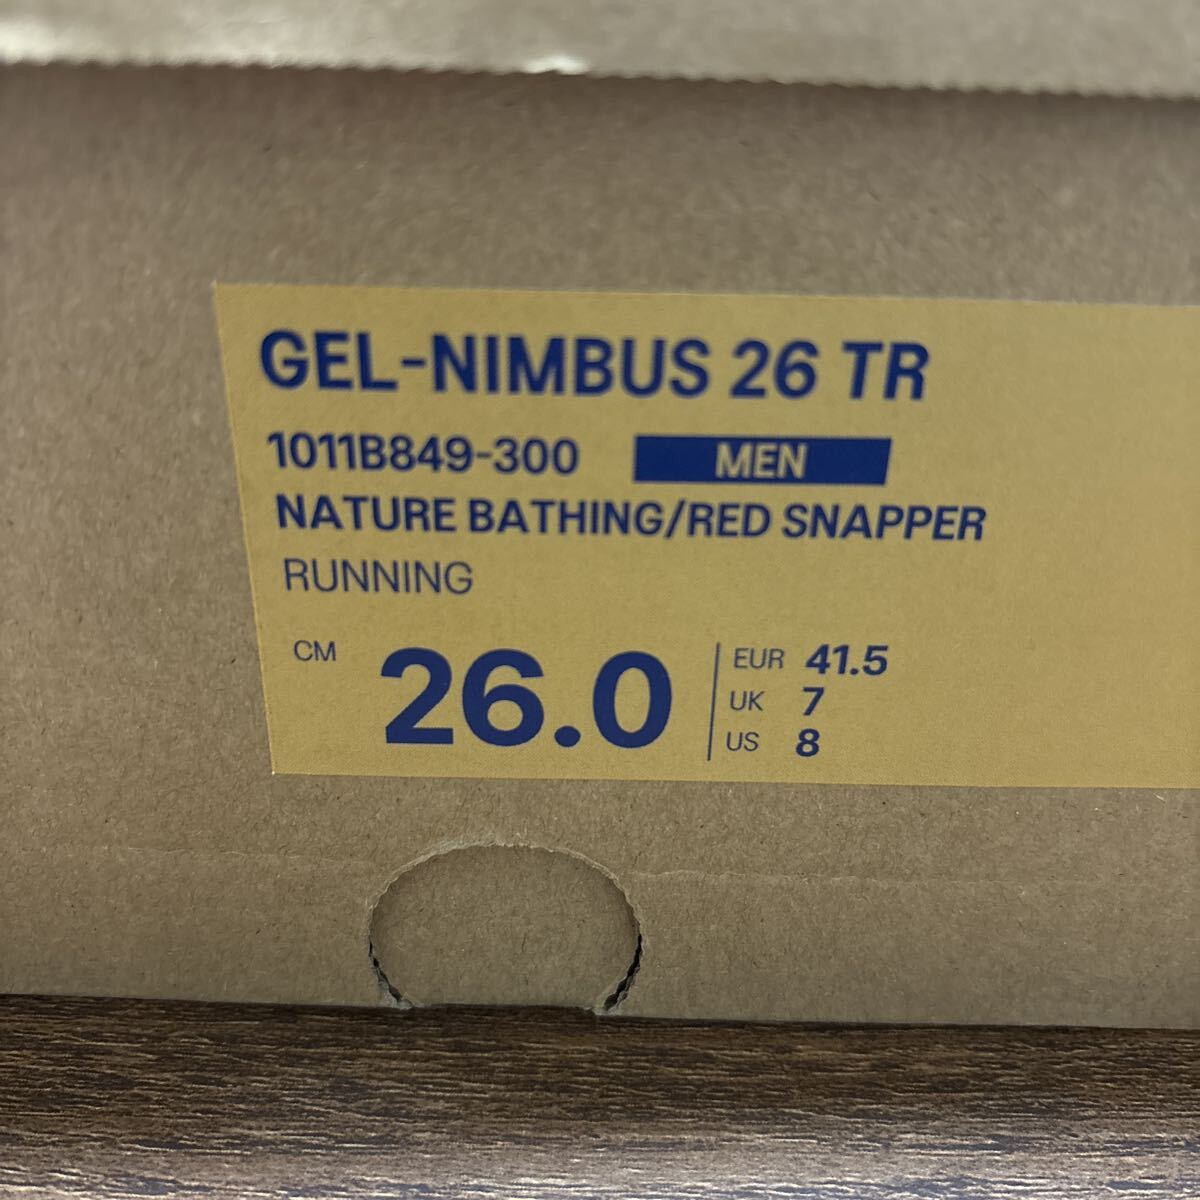 GEL-NIMBUS 26 TR
1011B849-300 MEN
NATURE BATHING/RED SNAPPER
RUNNING
CM 26.0
EUR 41.5
UK 7
US 8